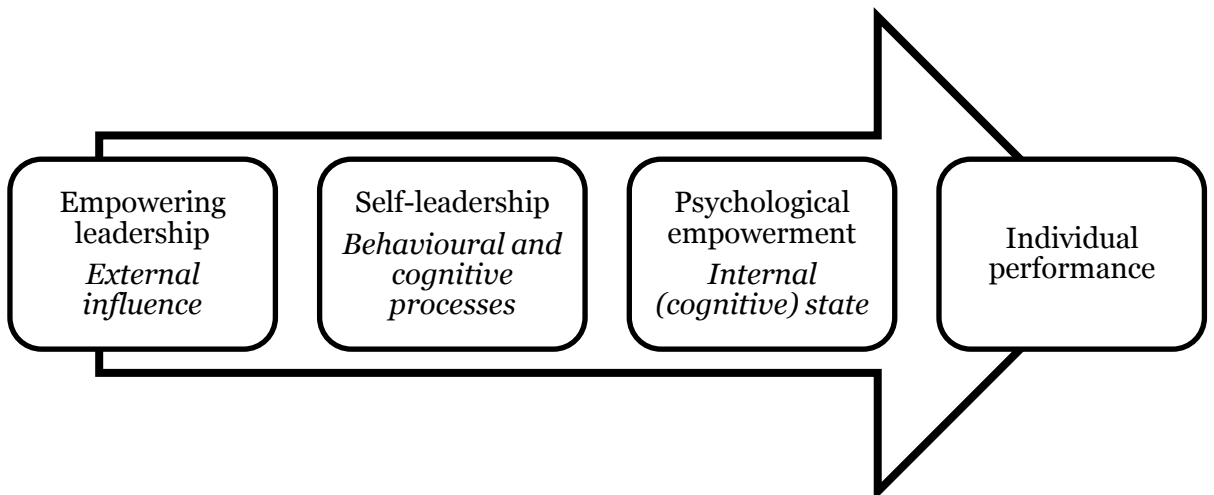 Empowering
leadership
External
influence
Self-leadership
Behavioural and
cognitive
processes
Psychological
empowerment
Internal
(cognitive) state
Individual
performance